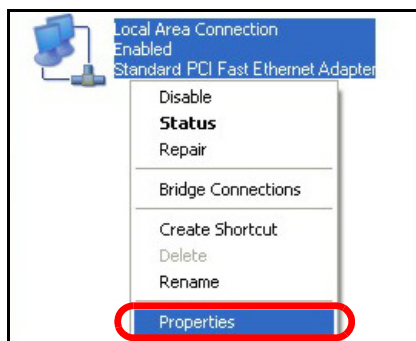 Local Area Connection
Enabled
Standard PCI Fast Ethernet Adapter
Disable
Status
Repair
Bridge Connections
Create Shortcut
Delete
Rename
Properties